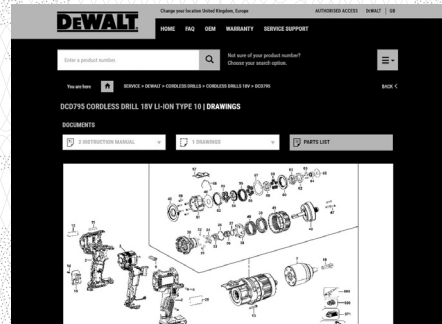 DEWALT.
Change your location United Kingdom, Europe
AUTHORISED ACCESS DEWALT | GB
HOME FAQ OEM WARRANTY SERVICE SUPPORT
Enter a product number.
Not sure of your product number?
Choose your search option.
You are here SERVICE > DEWALT > CORDLESS DRILLS > CORDLESS DRILLS 18V > DCD795
BACK <
DCD795 CORDLESS DRILL 18V LI-ION TYPE 10 | DRAWINGS
DOCUMENTS
2 INSTRUCTION MANUAL
1 DRAWINGS
PARTS LIST